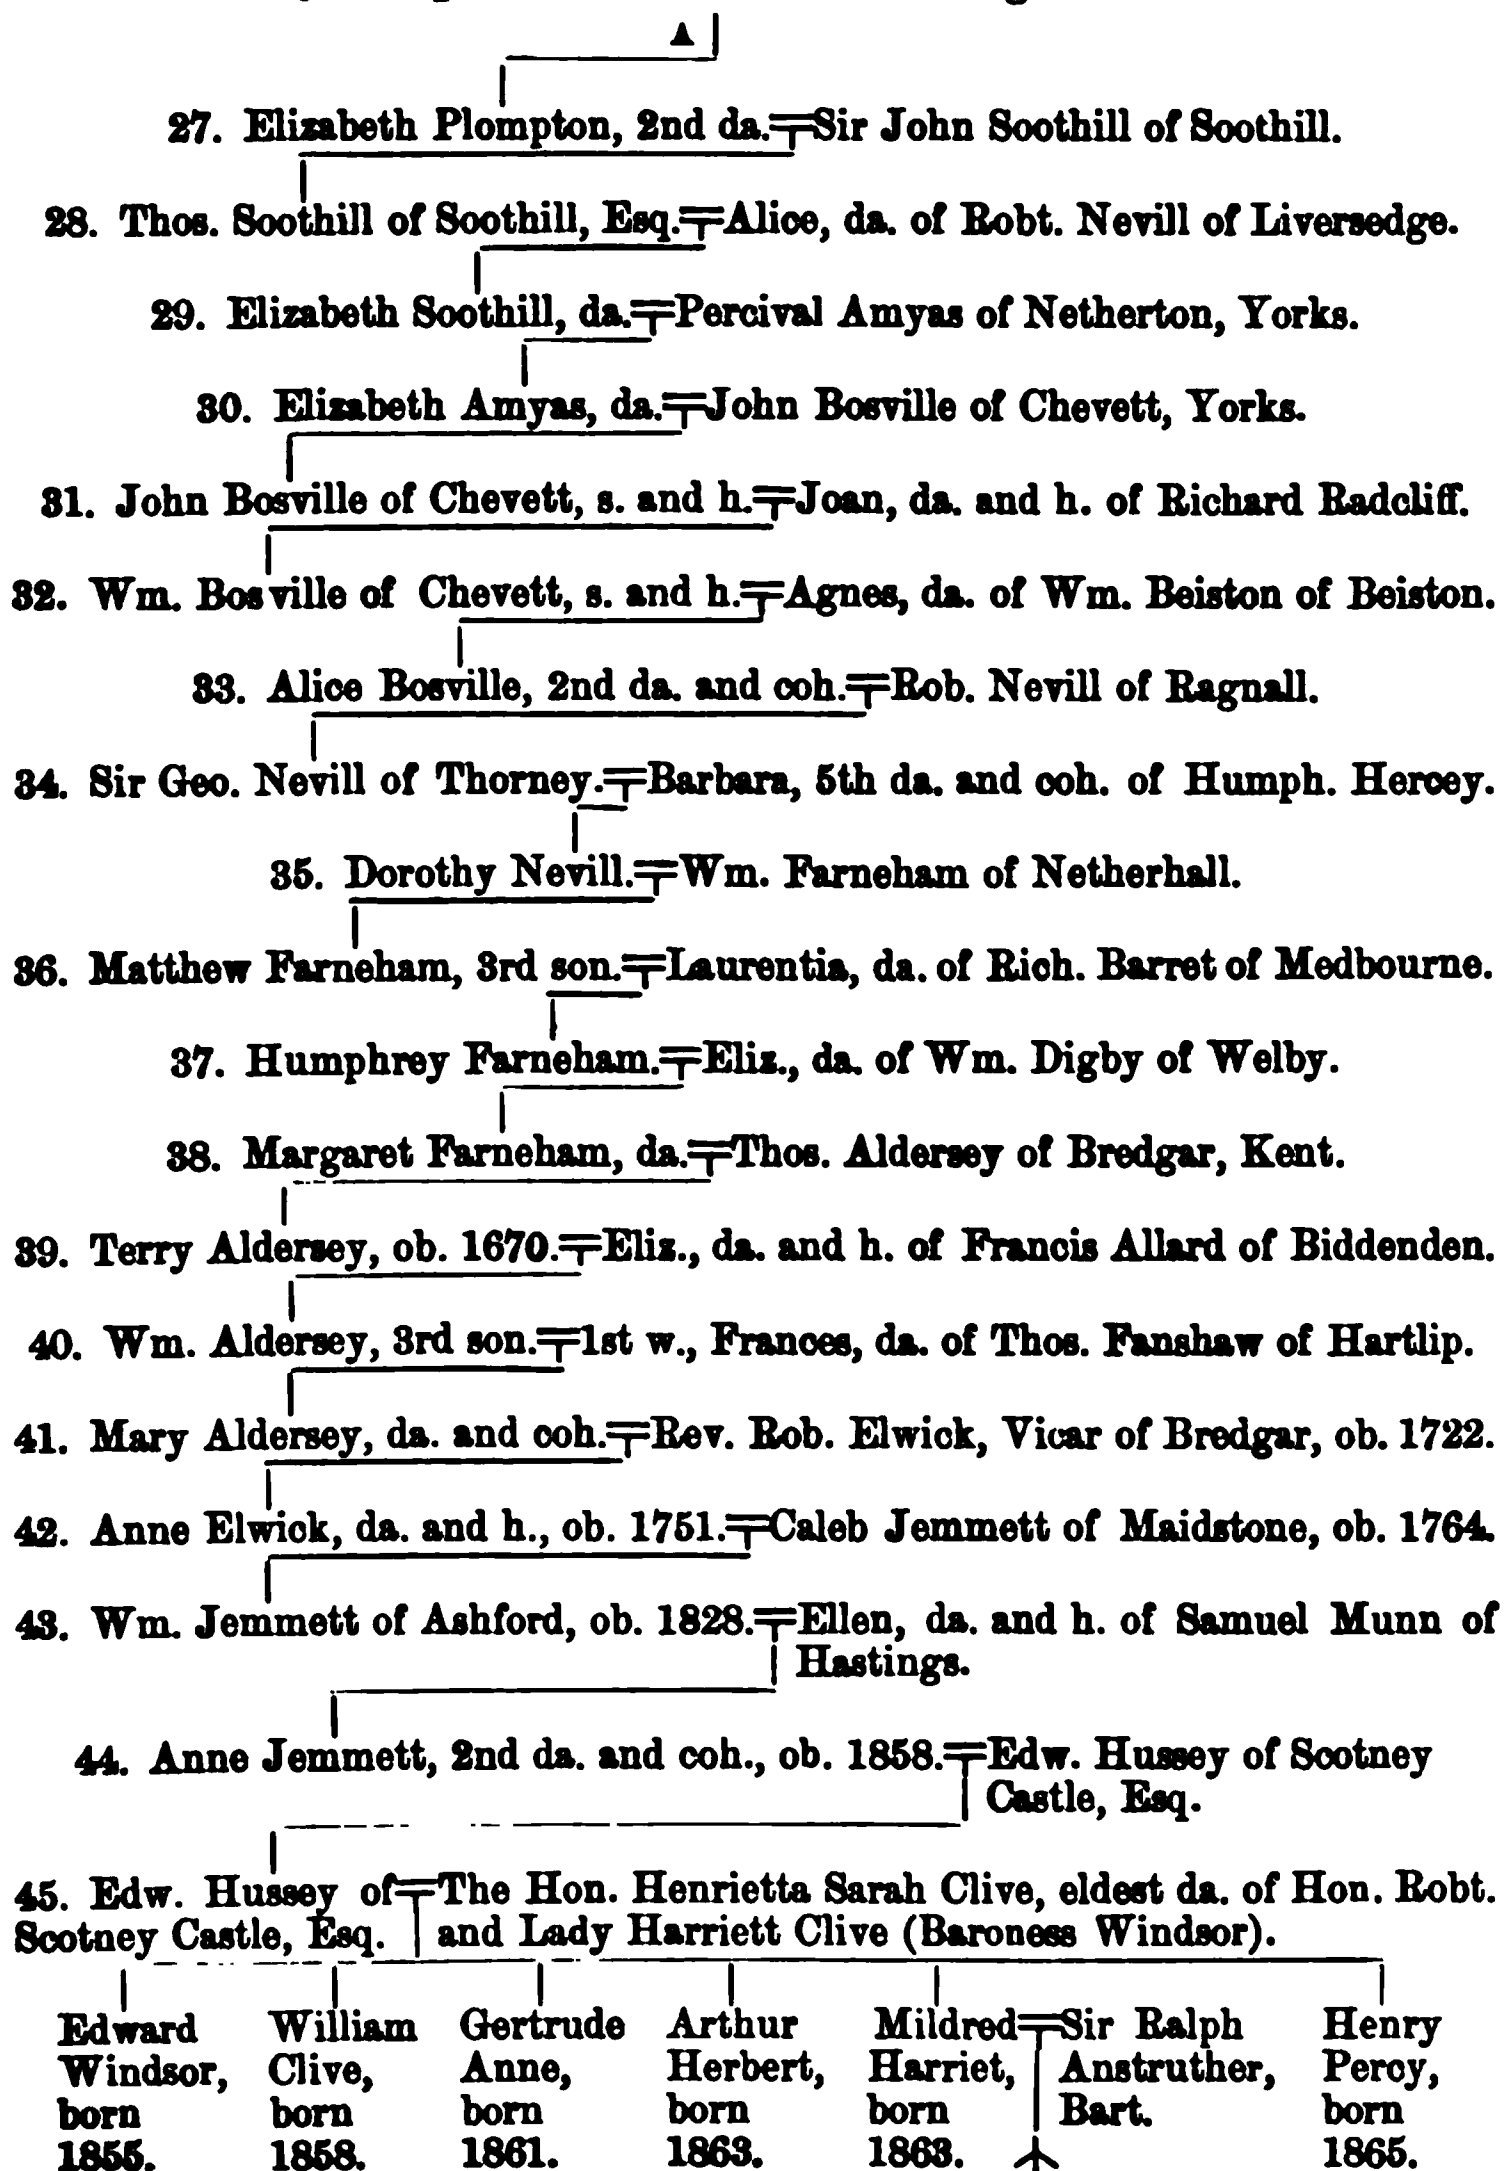 A
27. Elizabeth Plompton, 2nd da.=Sir John Soothill of Soothill.
28. Thos. Soothill of Soothill, Esq.=Alice, da. of Robt. Nevill of Liversedge.
29. Elizabeth Soothill, da.=Percival Amyas of Netherton, Yorks.
30. Elizabeth Amyas, da.=John Bosville of Chevett, Yorks.
31. John Bosville of Chevett, s. and h.=Joan, da. and h. of Richard Radcliff.
32. Wm. Bosville of Chevett, s. and h.=Agnes, da. of Wm. Beiston of Beiston.
33. Alice Bosville, 2nd da. and coh.=Rob. Nevill of Ragnall.
34. Sir Geo. Nevill of Thorney.=Barbara, 5th da. and coh. of Humph. Hercey.
35. Dorothy Nevill.=Wm. Farneham of Netherhall.
36. Matthew Farneham, 3rd son.=Laurentia, da. of Rich. Barret of Medbourne.
37. Humphrey Farneham.=Eliz., da. of Wm. Digby of Welby.
38. Margaret Farneham, da.=Thos. Aldersey of Bredgar, Kent.
39. Terry Aldersey, ob. 1670.=Eliz., da. and h. of Francis Allard of Biddenden.
40. Wm. Aldersey, 3rd son.=1st w., Frances, da. of Thos. Fanshaw of Hartlip.
41. Mary Aldersey, da. and coh.=Rev. Rob. Elwick, Vicar of Bredgar, ob. 1722.
42. Anne Elwick, da. and h., ob. 1751.=Caleb Jemmett of Maidstone, ob. 1764.
43. Wm. Jemmett of Ashford, ob. 1828.=Ellen, da. and h. of Samuel Munn of
Hastings.
44. Anne Jemmett, 2nd da. and coh., ob. 1858.=Edw. Hussey of Scotney
Castle, Esq.
45. Edw. Hussey of=The Hon. Henrietta Sarah Clive, eldest da. of Hon. Robt.
Scotney Castle, Esq. and Lady Harriett Clive (Baroness Windsor).
Edward William Gertrude Arthur Mildred=Sir Ralph Henry
Windsor, Clive, Anne, Herbert, Harriet, Anstruther, Percy,
born born born born born Bart. born
1855. 1858. 1861. 1863. 1863. 1865.